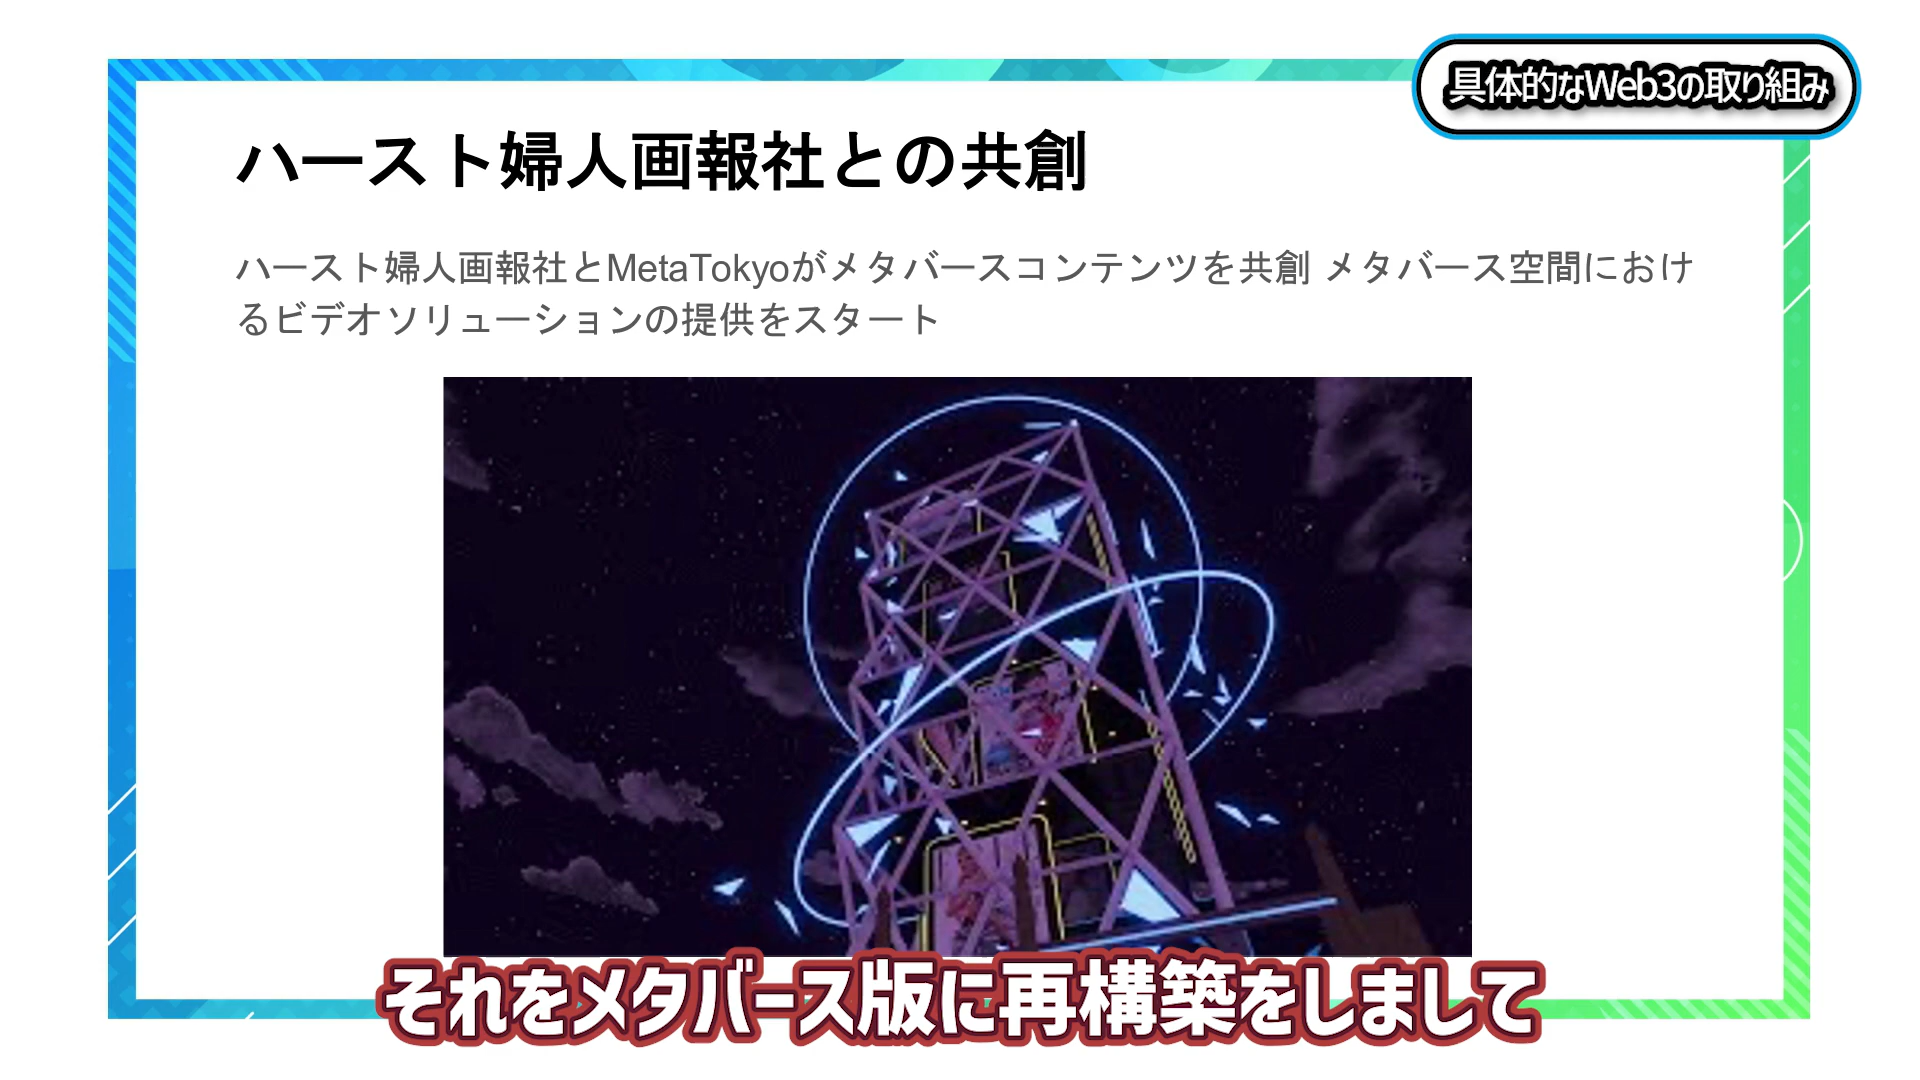 具体的なWeb3の取り組み
ハースト婦人画報社との共創
ハースト婦人画報社とMetaTokyoがメタバースコンテンツを共創 メタバース空間におけ
るビデオソリューションの提供をスタート
それをメタバース版に再構築をしまして